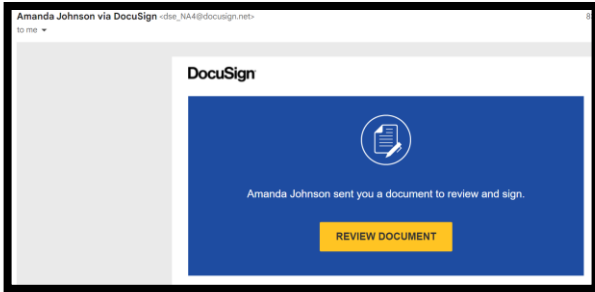 Amanda Johnson via DocuSign <dse_NA4@docusign.net>
to me
DocuSign
Amanda Johnson sent you a document to review and sign.
REVIEW DOCUMENT